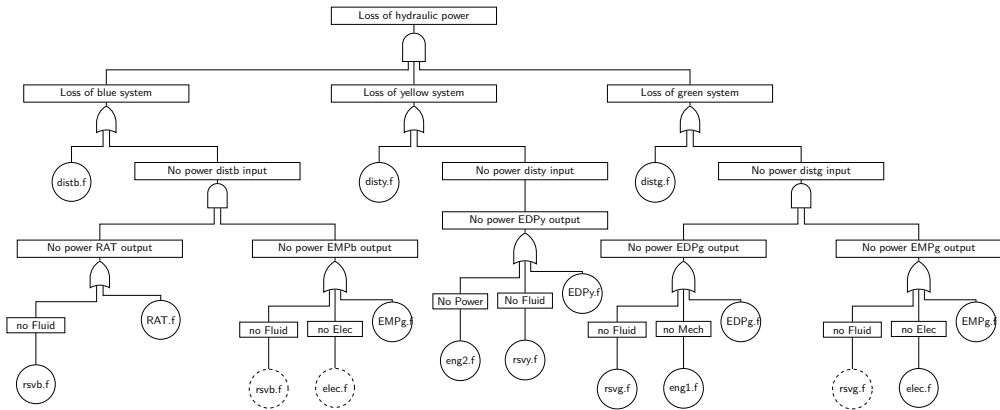 Loss of hydraulic power
Loss of blue system
Loss of yellow system
Loss of green system
distb.f
No power distb input
disty.f
No power disty input
distg.f
No power distg input
No power EDPy output
No power RAT output
No power EMPb output
No power EDPg output
No power EMPg output
no Fluid
RAT.f
no Fluid
no Elec
EMPg.f
No Power
No Fluid
EDPy.f
no Fluid
no Mech
EDPg.f
no Fluid
no Elec
EMPg.f
rsvb.f
rsvb.f
elec.f
eng2.f
rsvy.f
rsvg.f
eng1.f
rsvg.f
elec.f